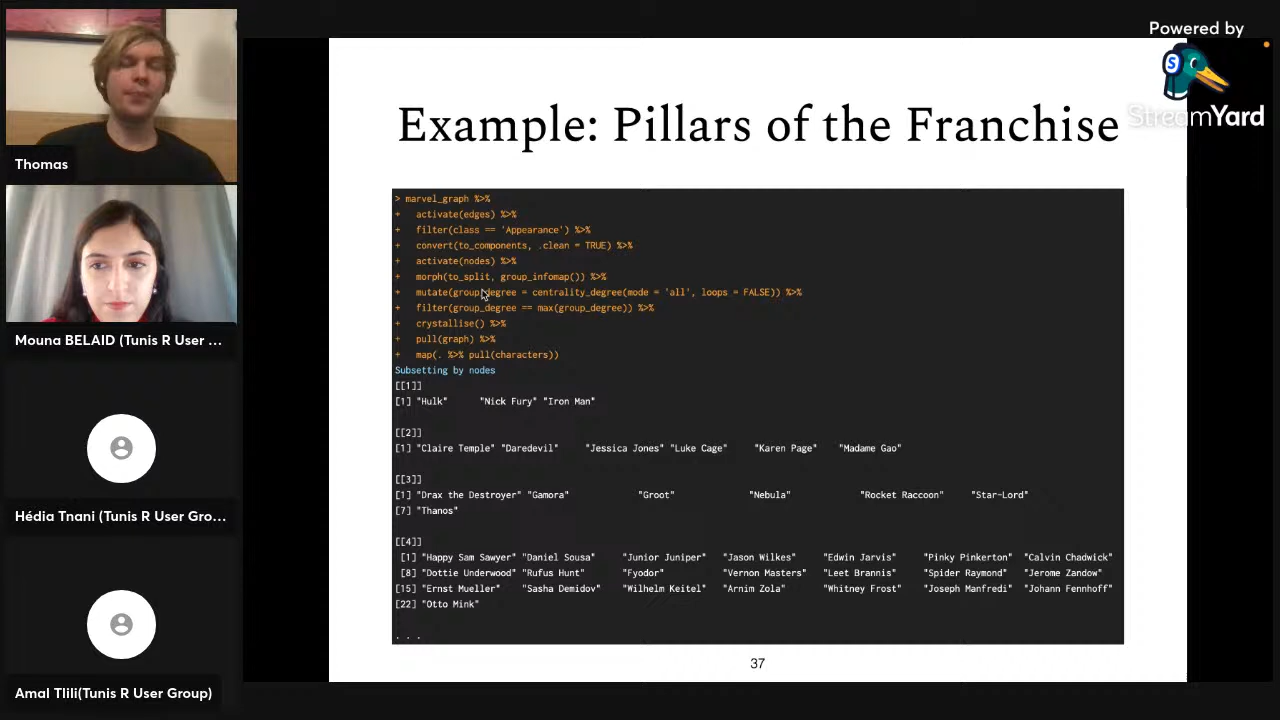 Powered by
StreamYard
Thomas
Mouna BELAID (Tunis R User ...
Hédia Tnani (Tunis R User Gro...
Amal Tlili(Tunis R User Group)
Example: Pillars of the Franchise
> marvel_graph %>%
+ activate(edges) %>%
+ filter(class == 'Appearance') %>%
+ convert(to_components, .clean = TRUE) %>%
+ activate(nodes) %>%
+ morph(to_split, group_infomap()) %>%
+ mutate(group_degree = centrality_degree(mode = 'all', loops = FALSE)) %>%
+ filter(group_degree == max(group_degree)) %>%
+ crystallise() %>%
+ pull(graph) %>%
+ map(. %>% pull(characters))
Subsetting by nodes
[[1]]
[1] "Hulk" "Nick Fury" "Iron Man"
[[2]]
[1] "Claire Temple" "Daredevil" "Jessica Jones" "Luke Cage" "Karen Page" "Madame Gao"
[[3]]
[1] "Drax the Destroyer" "Gamora" "Groot" "Nebula" "Rocket Raccoon" "Star-Lord"
[7] "Thanos"
[[4]]
[1] "Happy Sam Sawyer" "Daniel Sousa" "Junior Juniper" "Jason Wilkes" "Edwin Jarvis" "Pinky Pinkerton" "Calvin Chadwick"
[8] "Dottie Underwood" "Rufus Hunt" "Fyodor" "Vernon Masters" "Leet Brannis" "Spider Raymond" "Jerome Zandow"
[15] "Ernst Mueller" "Sasha Demidov" "Wilhelm Keitel" "Arnim Zola" "Whitney Frost" "Joseph Manfredi" "Johann Fennhoff"
[22] "Otto Mink"
. . .
37